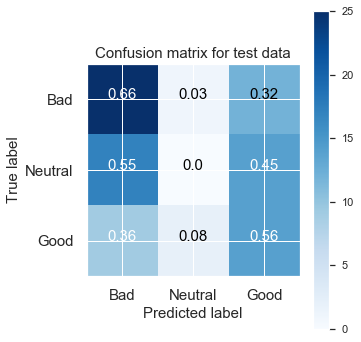 Confusion matrix for test data
True label
Bad 0.66 0.03 0.32
Neutral 0.55 0.0 0.45
Good 0.36 0.08 0.56
Bad Neutral Good
Predicted label
25
20
15
10
5
0